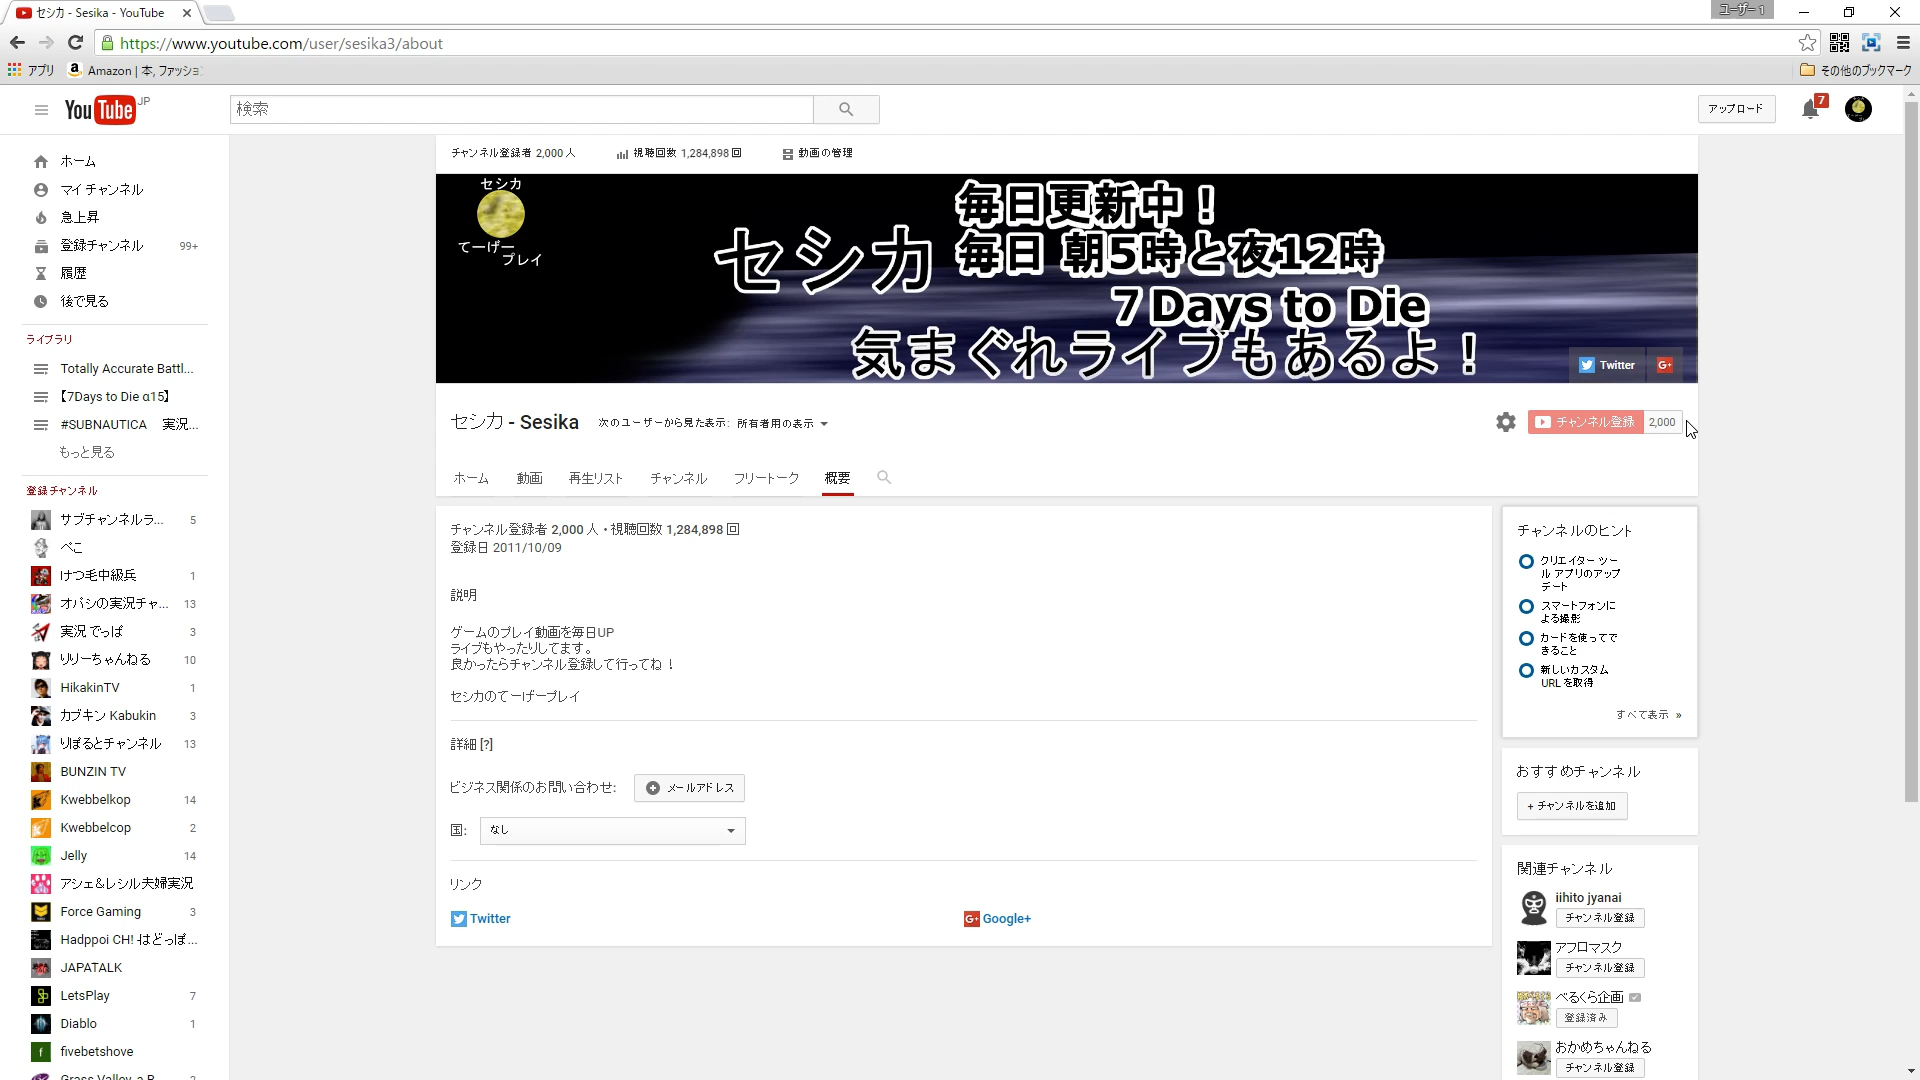 セシカ - Sesika - YouTube
ユーザー 1
https://www.youtube.com/user/sesika3/about
アプリ
Amazon | 本, ファッショ
その他のブックマーク
YouTube JP
検索
アップロード
7
ホーム
マイ チャンネル
急上昇
登録チャンネル 99+
履歴
後で見る
ライブラリ
Totally Accurate Battl...
【7Days to Die α15】
#SUBNAUTICA 実況...
もっと見る
登録チャンネル
サブチャンネルラ... 5
ぺこ
けつ毛中級兵 1
オパシの実況チャ... 13
実況 でっぱ 3
りりーちゃんねる 10
HikakinTV 1
カブキン Kabukin 3
りぽるとチャンネル 13
BUNZIN TV
Kwebbelkop 14
Kwebbelcop 2
Jelly 14
アシェ&レシル夫婦実況
Force Gaming 3
Hadppoi CH! -はどっぽ...
JAPATALK
LetsPlay 7
Diablo 1
fivebetshove
チャンネル登録者 2,000 人
視聴回数 1,284,898 回
動画の管理
セシカ
てーげー
プレイ
セシカ
毎日更新中！
毎日 朝5時と夜12時
７Days to Die
気まぐれライブもあるよ！
Twitter
G+
セシカ - Sesika
次のユーザーから見た表示: 所有者用の表示
チャンネル登録 2,000
ホーム
動画
再生リスト
チャンネル
フリートーク
概要
チャンネル登録者 2,000 人・視聴回数 1,284,898 回
登録日 2011/10/09
説明
ゲームのプレイ動画を毎日UP
ライブもやったりしてます。
良かったらチャンネル登録して行ってね！
セシカのてーげープレイ
詳細 [?]
ビジネス関係のお問い合わせ:
メールアドレス
国: なし
リンク
Twitter
G+ Google+
チャンネルのヒント
クリエイター ツー
ル アプリのアップ
デート
スマートフォンに
よる撮影
カードを使ってで
きること
新しいカスタム
URL を取得
すべて表示 »
おすすめチャンネル
+ チャンネルを追加
関連チャンネル
iihito jyanai
チャンネル登録
アフロマスク
チャンネル登録
べるくら企画
登録済み
おかめちゃんねる
チャンネル登録